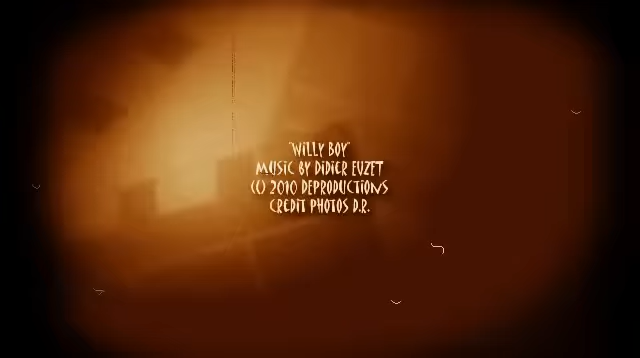 "WILLY BOY"
MUSIC BY DIDIER EUZET
(C) 2010 DEPRODUCTIONS
CREDIT PHOTOS D.R.